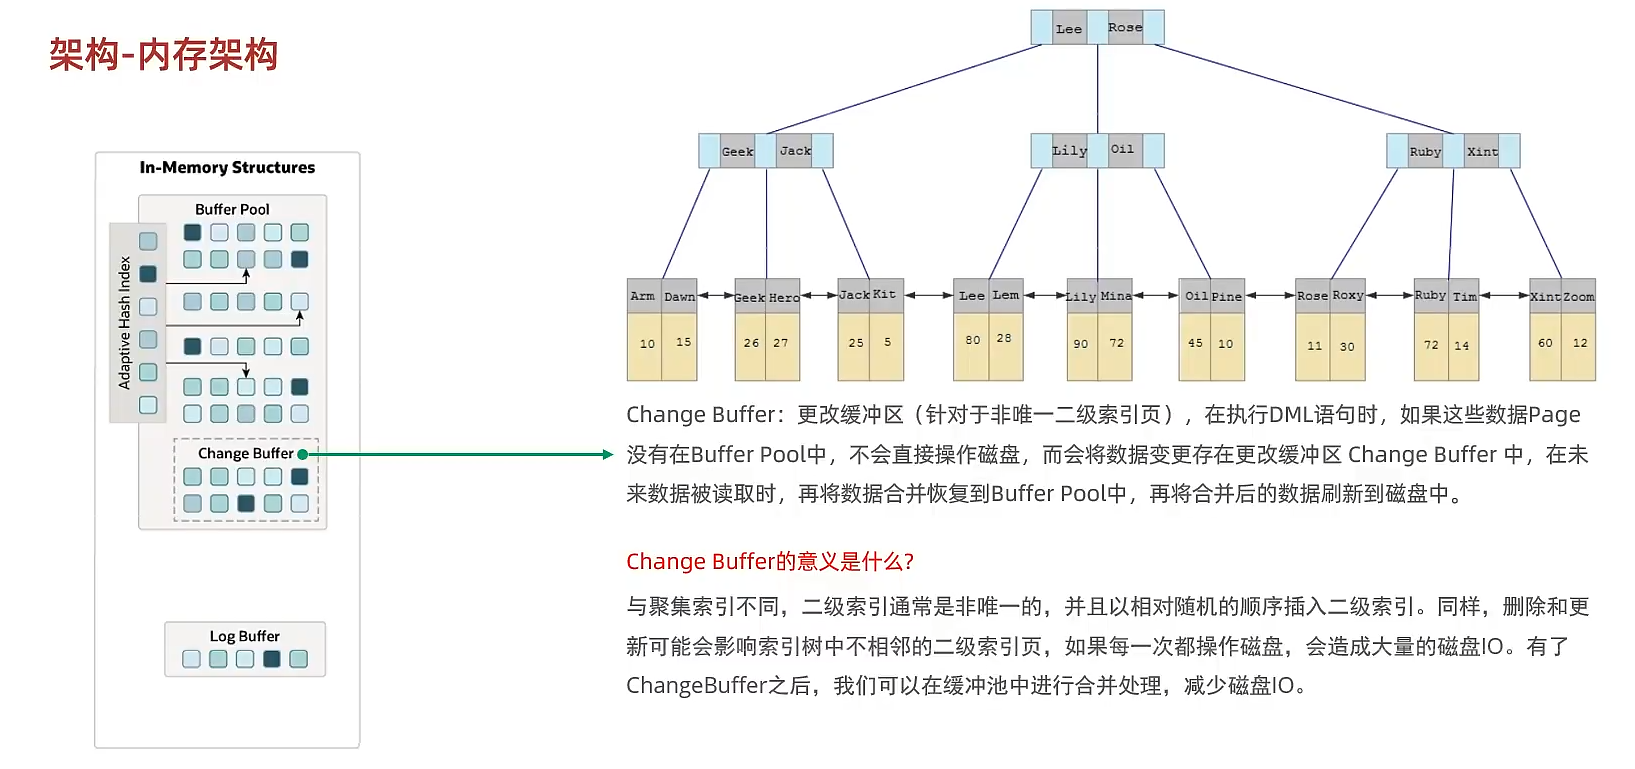 架构-内存架构
In-Memory Structures
Buffer Pool
Adaptive Hash Index
Change Buffer
Log Buffer
Lee Rose
Geek Jack
Lily Oil
Ruby Xint
Arm Dawn
Geek Hero
Jack Kit
Lee Lem
Lily Mina
Oil Pine
Rose Roxy
Ruby Tim
Xint Zoom
10 15
26 27
25 5
80 28
90 72
45 10
11 30
72 14
60 12
Change Buffer：更改缓冲区（针对于非唯一二级索引页），在执行DML语句时，如果这些数据Page
没有在Buffer Pool中，不会直接操作磁盘，而会将数据变更存在更改缓冲区 Change Buffer 中，在未
来数据被读取时，再将数据合并恢复到Buffer Pool中，再将合并后的数据刷新到磁盘中。
Change Buffer的意义是什么?
与聚集索引不同，二级索引通常是非唯一的，并且以相对随机的顺序插入二级索引。同样，删除和更
新可能会影响索引树中不相邻的二级索引页，如果每一次都操作磁盘，会造成大量的磁盘IO。有了
ChangeBuffer之后，我们可以在缓冲池中进行合并处理，减少磁盘IO。